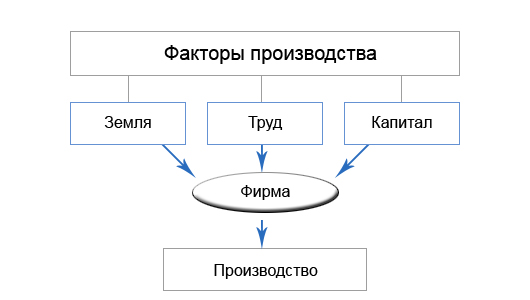 Факторы производства
Земля
Труд
Капитал
Фирма
Производство